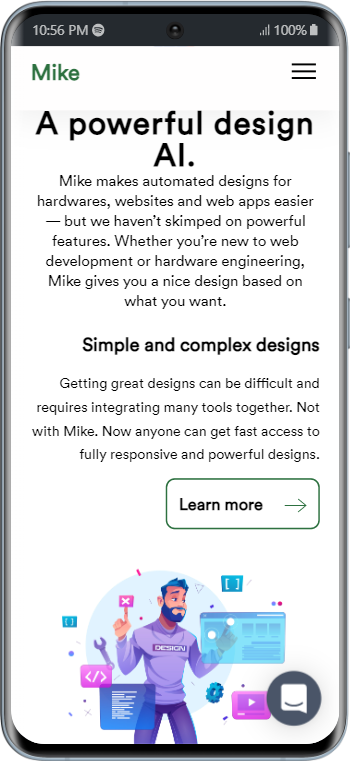 10:56 PM
100%
Mike
A powerful design
AI.
Mike makes automated designs for
hardwares, websites and web apps easier
— but we haven’t skimped on powerful
features. Whether you’re new to web
development or hardware engineering,
Mike gives you a nice design based on
what you want.
Simple and complex designs
Getting great designs can be difficult and
requires integrating many tools together. Not
with Mike. Now anyone can get fast access to
fully responsive and powerful designs.
Learn more
[ ]
[ ]
DESIGN
</>